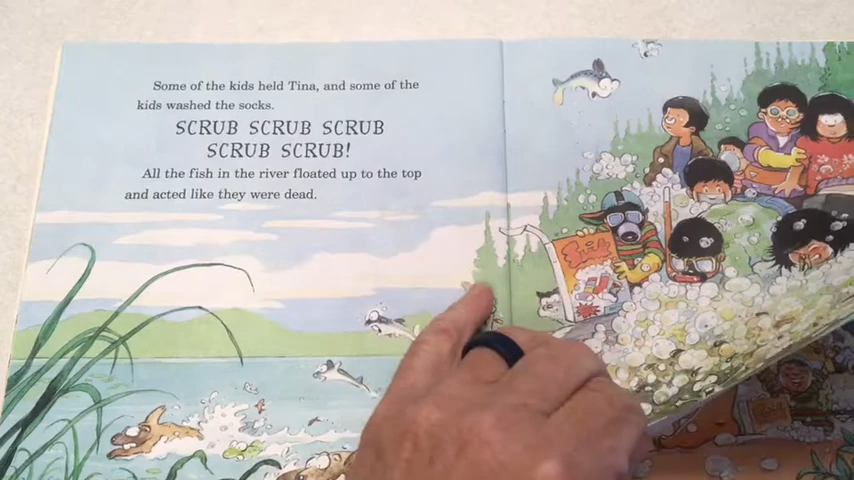 Some of the kids held Tina, and some of the
kids washed the socks.
SCRUB SCRUB SCRUB
SCRUB SCRUB!
All the fish in the river floated up to the top
and acted like they were dead.